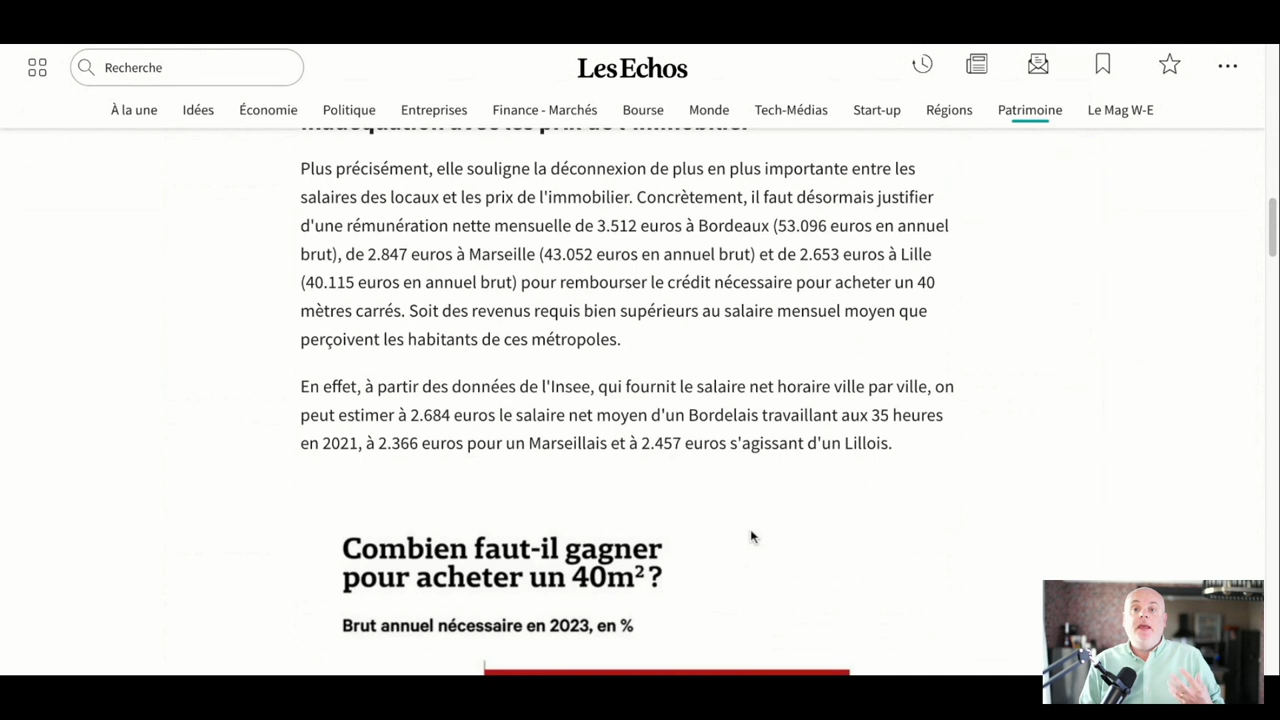 Recherche
Les Echos
À la une Idées Économie Politique Entreprises Finance - Marchés Bourse Monde Tech-Médias Start-up Régions Patrimoine Le Mag W-E
Inadéquation avec les prix de l'immobilier
Plus précisément, elle souligne la déconnexion de plus en plus importante entre les
salaires des locaux et les prix de l'immobilier. Concrètement, il faut désormais justifier
d'une rémunération nette mensuelle de 3.512 euros à Bordeaux (53.096 euros en annuel
brut), de 2.847 euros à Marseille (43.052 euros en annuel brut) et de 2.653 euros à Lille
(40.115 euros en annuel brut) pour rembourser le crédit nécessaire pour acheter un 40
mètres carrés. Soit des revenus requis bien supérieurs au salaire mensuel moyen que
perçoivent les habitants de ces métropoles.
En effet, à partir des données de l'Insee, qui fournit le salaire net horaire ville par ville, on
peut estimer à 2.684 euros le salaire net moyen d'un Bordelais travaillant aux 35 heures
en 2021, à 2.366 euros pour un Marseillais et à 2.457 euros s'agissant d'un Lillois.
Combien faut-il gagner
pour acheter un 40m² ?
Brut annuel nécessaire en 2023, en %